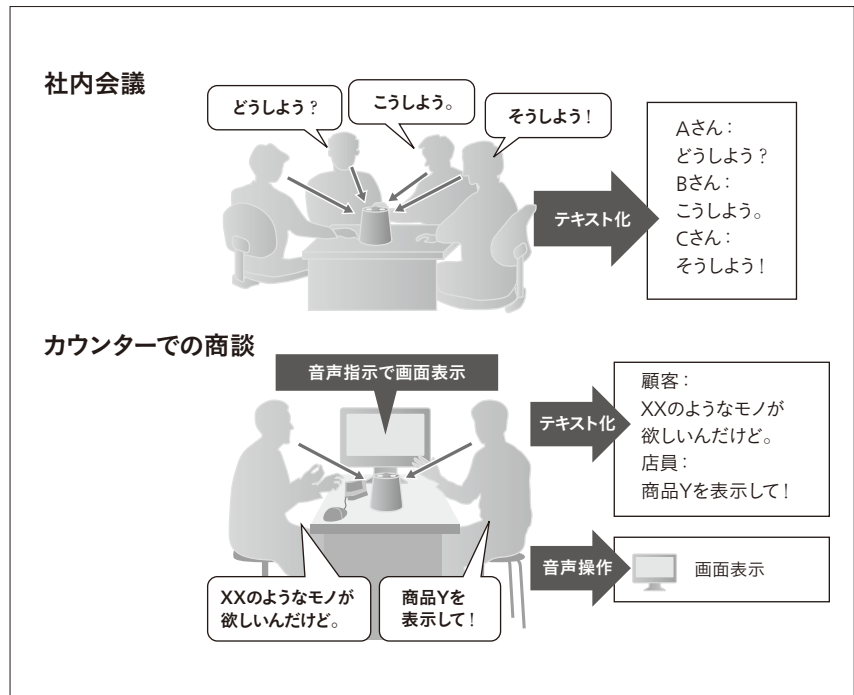 社内会議
どうしよう？
こうしよう。
そうしよう！
テキスト化
Aさん：
どうしよう？
Bさん：
こうしよう。
Cさん：
そうしよう！
カウンターでの商談
音声指示で画面表示
XXのようなモノが
欲しいんだけど。
商品Yを
表示して！
テキスト化
顧客：
XXのようなモノが
欲しいんだけど。
店員：
商品Yを表示して！
音声操作
画面表示